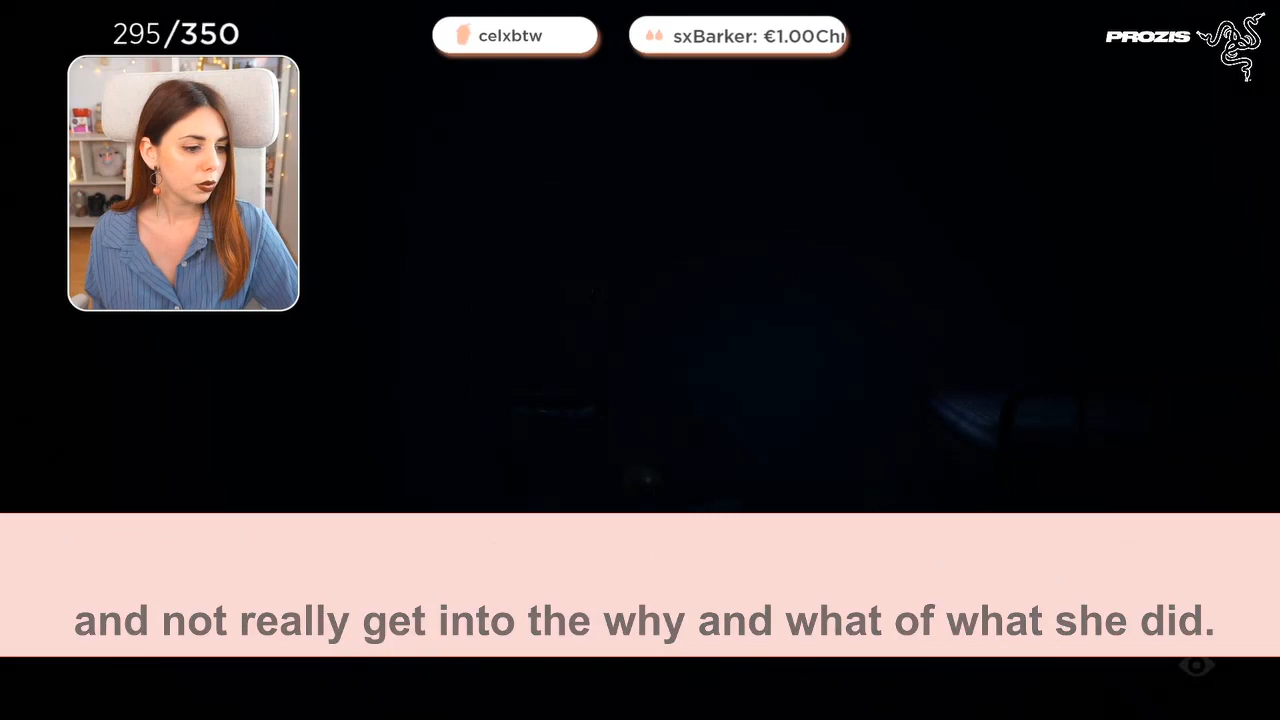 295/350
celxbtw
sxBarker: €1.00Ch
PROZIS
and not really get into the why and what of what she did.